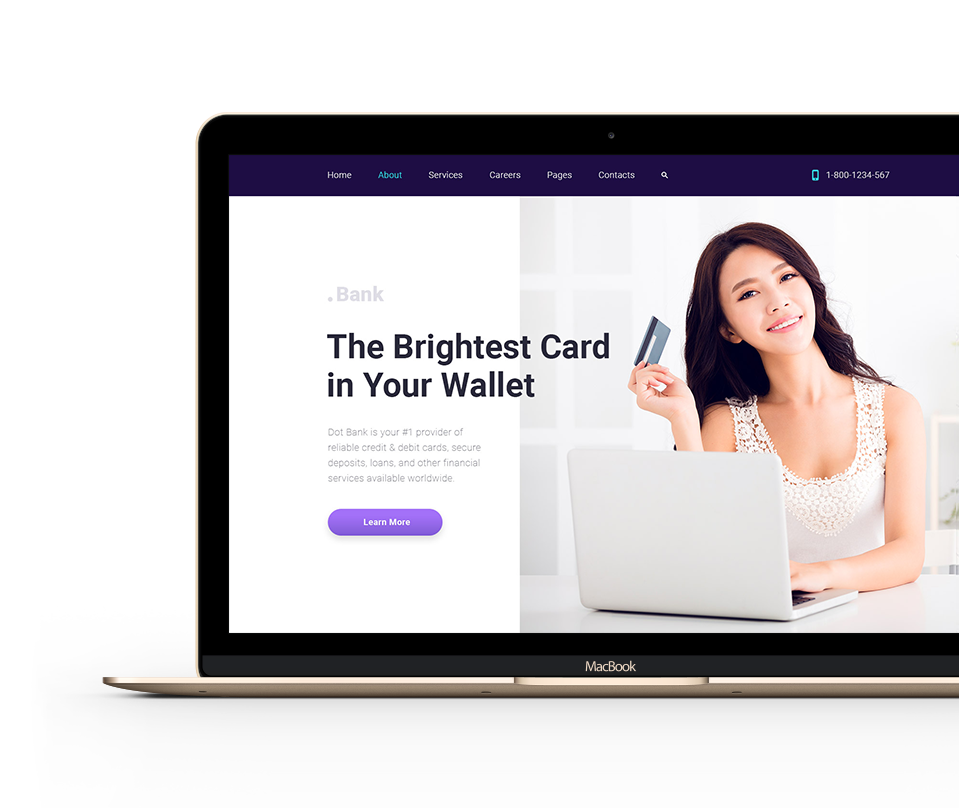 Home About Services Careers Pages Contacts 1-800-1234-567
.Bank
The Brightest Card
in Your Wallet
Dot Bank is your #1 provider of
reliable credit & debit cards, secure
deposits, loans, and other financial
services available worldwide.
Learn More
MacBook